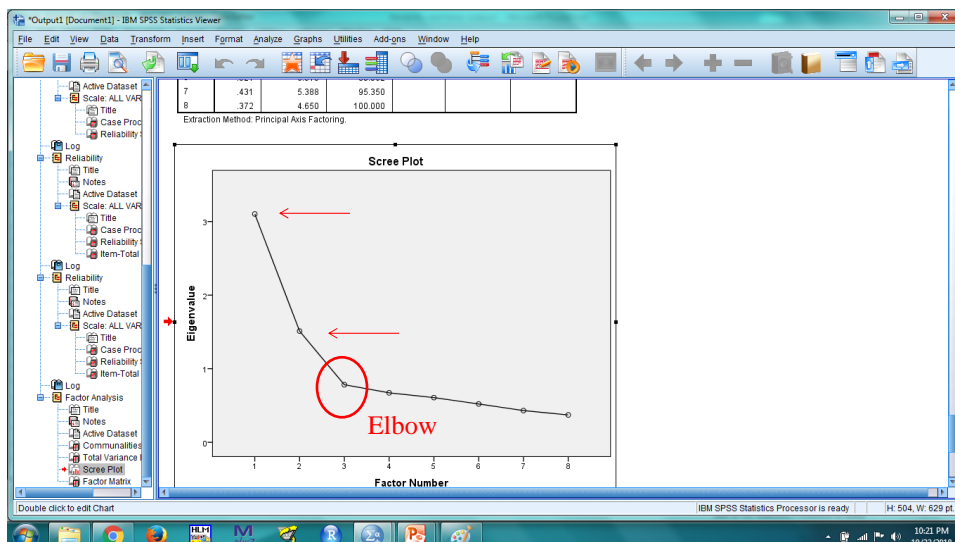 *Output1 [Document1] - IBM SPSS Statistics Viewer
File Edit View Data Transform Insert Format Analyze Graphs Utilities Add-ons Window Help
Active Dataset
Scale: ALL VAR
Title
Case Proc
Reliability
Log
Reliability
Title
Notes
Active Dataset
Scale: ALL VAR
Title
Case Proc
Reliability
Item-Total
Log
Reliability
Title
Notes
Active Dataset
Scale: ALL VAR
Title
Case Proc
Reliability
Item-Total
Log
Factor Analysis
Title
Notes
Active Dataset
Communalities
Total Variance
Scree Plot
Factor Matrix
7 .431 5.388 95.350
8 .372 4.650 100.000
Extraction Method: Principal Axis Factoring.
Scree Plot
Eigenvalue
3
2
1
0
Elbow
1 2 3 4 5 6 7 8
Factor Number
Double click to edit Chart
IBM SPSS Statistics Processor is ready
H: 504, W: 629 pt.
HLM
M
R
Σα
P
10:21 PM